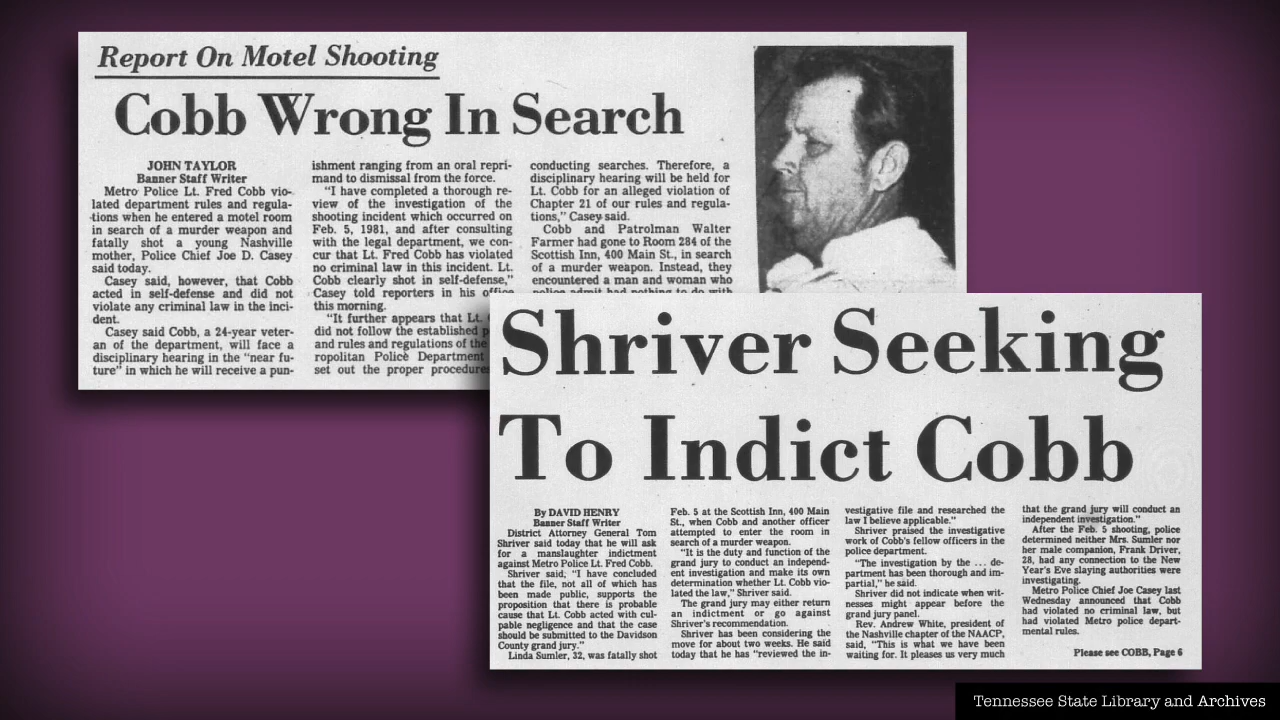 Report On Motel Shooting
Cobb Wrong In Search
JOHN TAYLOR
Banner Staff Writer
Metro Police Lt. Fred Cobb vio-
lated department rules and regula-
tions when he entered a motel room
in search of a murder weapon and
fatally shot a young Nashville
mother, Police Chief Joe D. Casey
said today.
Casey said, however, that Cobb
acted in self-defense and did not
violate any criminal law in the inci-
dent.
Casey said Cobb, a 24-year veter-
an of the department, will face a
disciplinary hearing in the "near fu-
ture" in which he will receive a pun-
ishment ranging from an oral repri-
mand to dismissal from the force.
"I have completed a thorough re-
view of the investigation of the
shooting incident which occurred on
Feb. 5, 1981, and after consulting
with the legal department, we con-
cur that Lt. Fred Cobb has violated
no criminal law in this incident. Lt.
Cobb clearly shot in self-defense,"
Casey told reporters in his office
this morning.
"It further appears that Lt.
did not follow the established
and rules and regulations of the
ropolitan Police Department
set out the proper procedures
conducting searches. Therefore, a
disciplinary hearing will be held for
Lt. Cobb for an alleged violation of
Chapter 21 of our rules and regula-
tions," Casey said.
Cobb and Patrolman Walter
Farmer had gone to Room 284 of the
Scottish Inn, 400 Main St., in search
of a murder weapon. Instead, they
encountered a man and woman who
police admit had nothing to do with
Shriver Seeking
To Indict Cobb
By DAVID HENRY
Banner Staff Writer
District Attorney General Tom
Shriver said today that he will ask
for a manslaughter indictment
against Metro Police Lt. Fred Cobb.
Shriver said, "I have concluded
that the file, not all of which has
been made public, supports the
proposition that there is probable
cause that Lt. Cobb acted with cul-
pable negligence and that the case
should be submitted to the Davidson
County grand jury."
Linda Sumler, 32, was fatally shot
Feb. 5 at the Scottish Inn, 400 Main
St., when Cobb and another officer
attempted to enter the room in
search of a murder weapon.
"It is the duty and function of the
grand jury to conduct an independ-
ent investigation and make its own
determination whether Lt. Cobb vio-
lated the law," Shriver said.
The grand jury may either return
an indictment or go against
Shriver's recommendation.
Shriver has been considering the
move for about two weeks. He said
today that he has "reviewed the in-
vestigative file and researched the
law I believe applicable."
Shriver praised the investigative
work of Cobb's fellow officers in the
police department.
"The investigation by the ... de-
partment has been thorough and im-
partial," he said.
Shriver did not indicate when wit-
nesses might appear before the
grand jury panel.
Rev. Andrew White, president of
the Nashville chapter of the NAACP,
said, "This is what we have been
waiting for. It pleases us very much
that the grand jury will conduct an
independent investigation."
After the Feb. 5 shooting, police
determined neither Mrs. Sumler nor
her male companion, Frank Driver,
28, had any connection to the New
Year's Eve slaying authorities were
investigating.
Metro Police Chief Joe Casey last
Wednesday announced that Cobb
had violated no criminal law, but
had violated Metro police depart-
mental rules.
Please see COBB, Page 6
Tennessee State Library and Archives